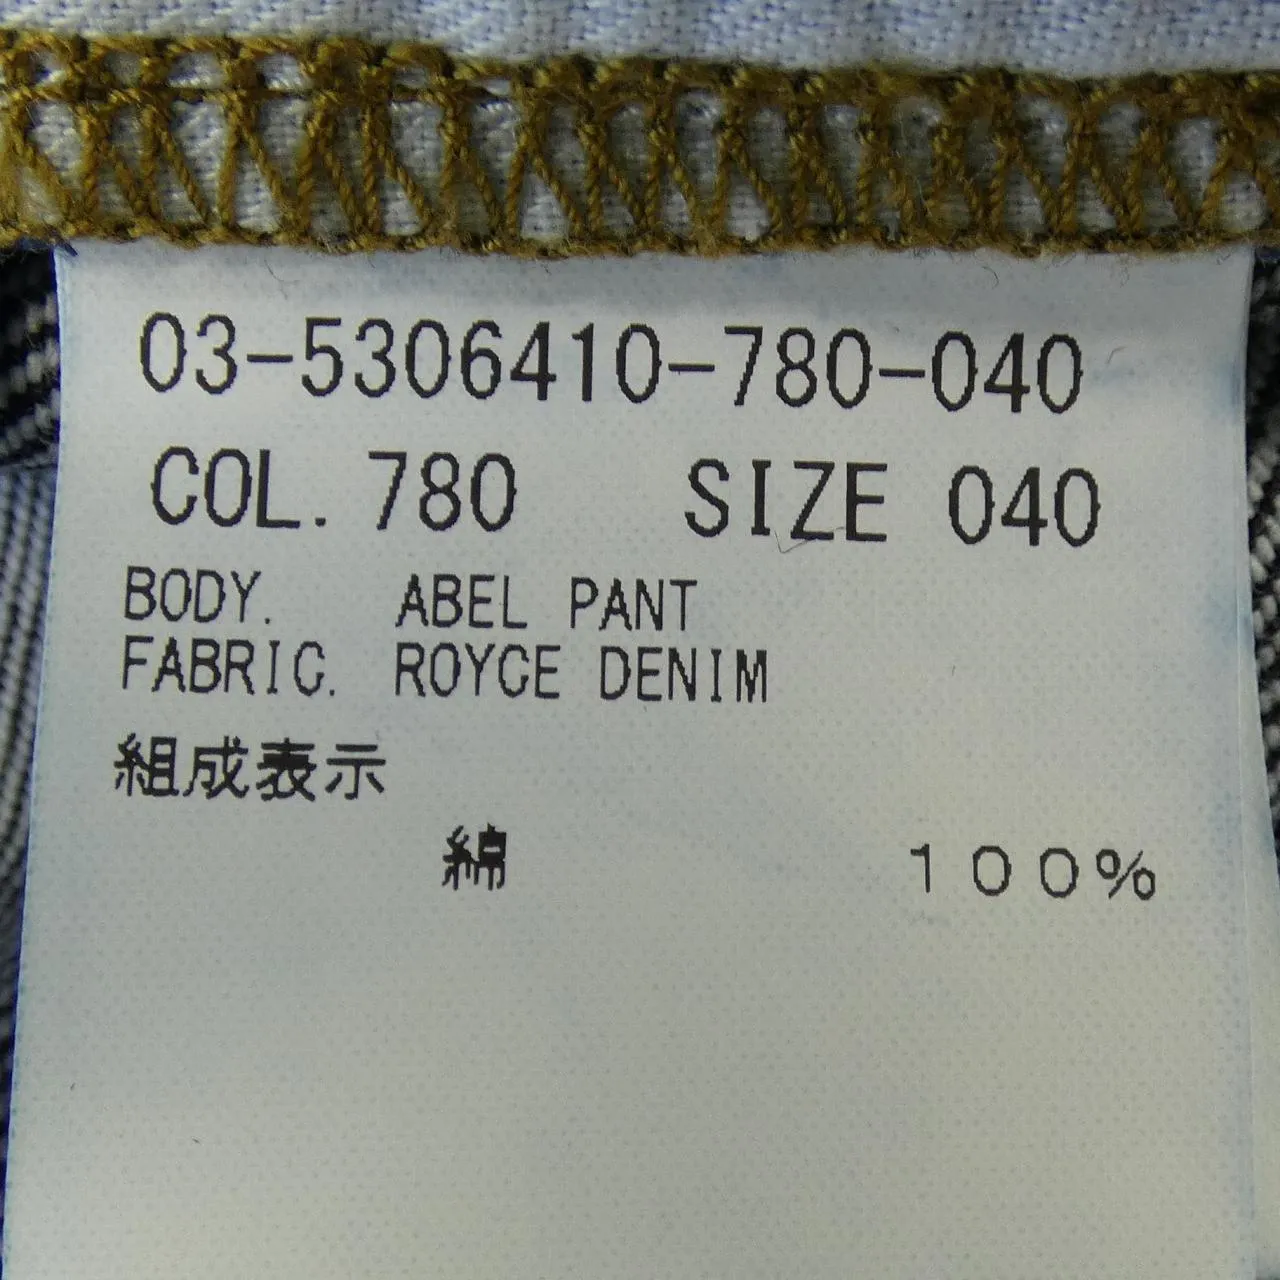 03-5306410-780-040
COL. 780 SIZE 040
BODY. ABEL PANT
FABRIC. ROYCE DENIM
組成表示
綿 100%